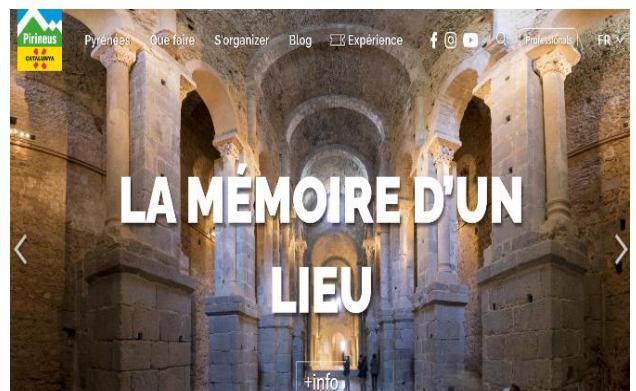 Pirineus
CATALUNYA
Pyrénées Que faire S'organizer Blog Expérience Professionals FR
LA MÉMOIRE D'UN
LIEU
+info